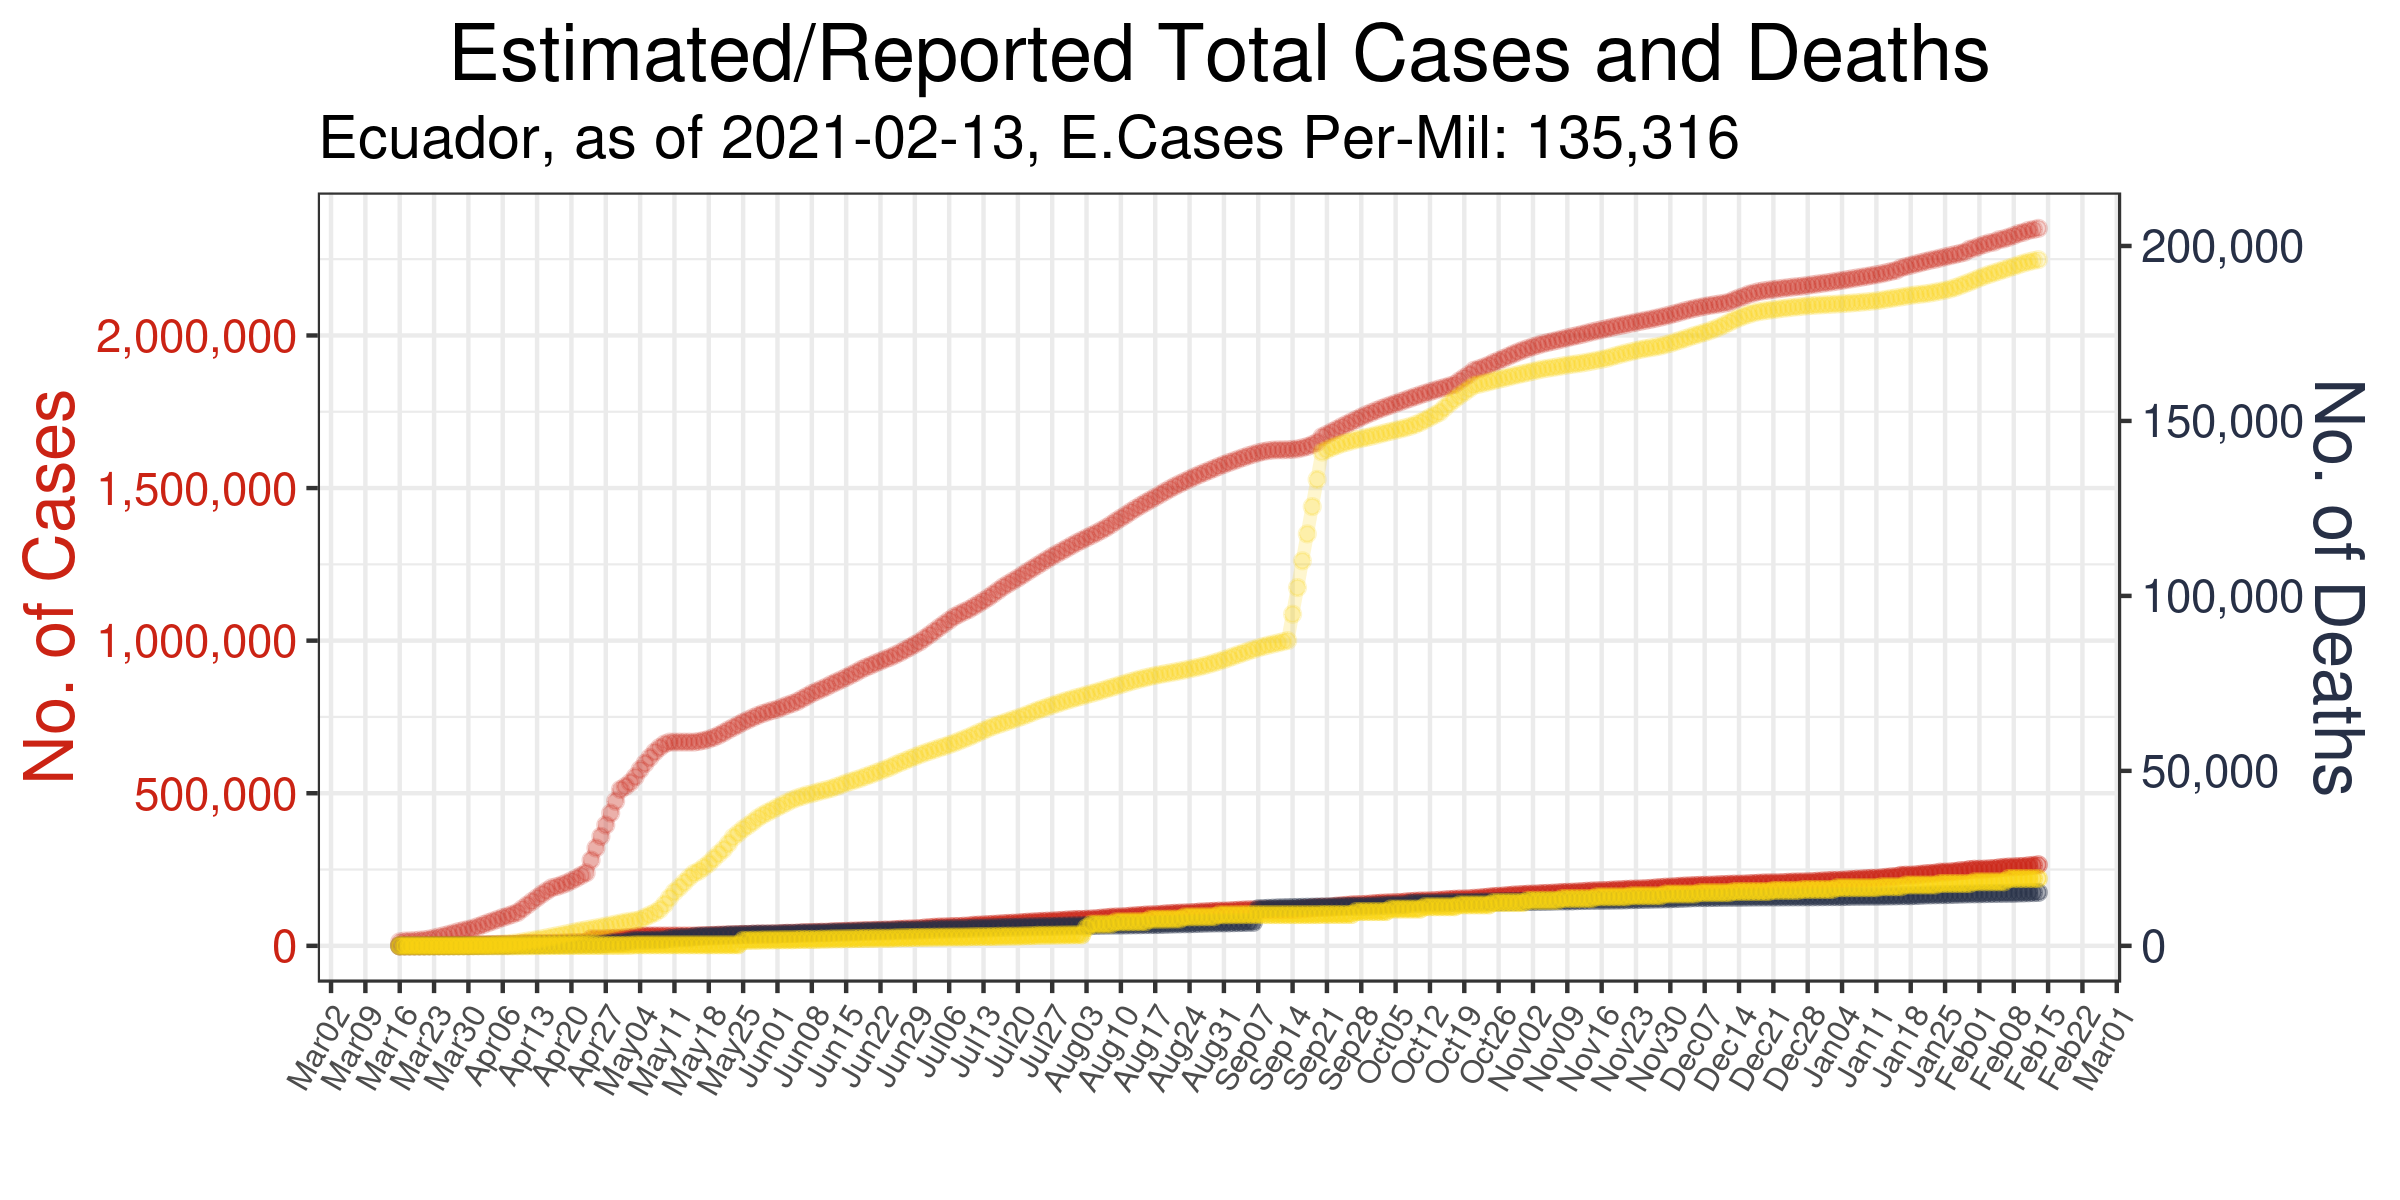 Estimated/Reported Total Cases and Deaths
Ecuador, as of 2021-02-13, E.Cases Per-Mil: 135,316
No. of Cases
2,000,000
1,500,000
1,000,000
500,000
0
200,000
150,000
100,000
50,000
0
No. of Deaths
Mar02
Mar09
Mar16
Mar23
Mar30
Apr06
Apr13
Apr20
Apr27
May04
May11
May18
May25
Jun01
Jun08
Jun15
Jun22
Jun29
Jul06
Jul13
Jul20
Jul27
Aug03
Aug10
Aug17
Aug24
Aug31
Sep07
Sep14
Sep21
Sep28
Oct05
Oct12
Oct19
Oct26
Nov02
Nov09
Nov16
Nov23
Nov30
Dec07
Dec14
Dec21
Dec28
Jan04
Jan11
Jan18
Jan25
Feb01
Feb08
Feb15
Feb22
Mar01